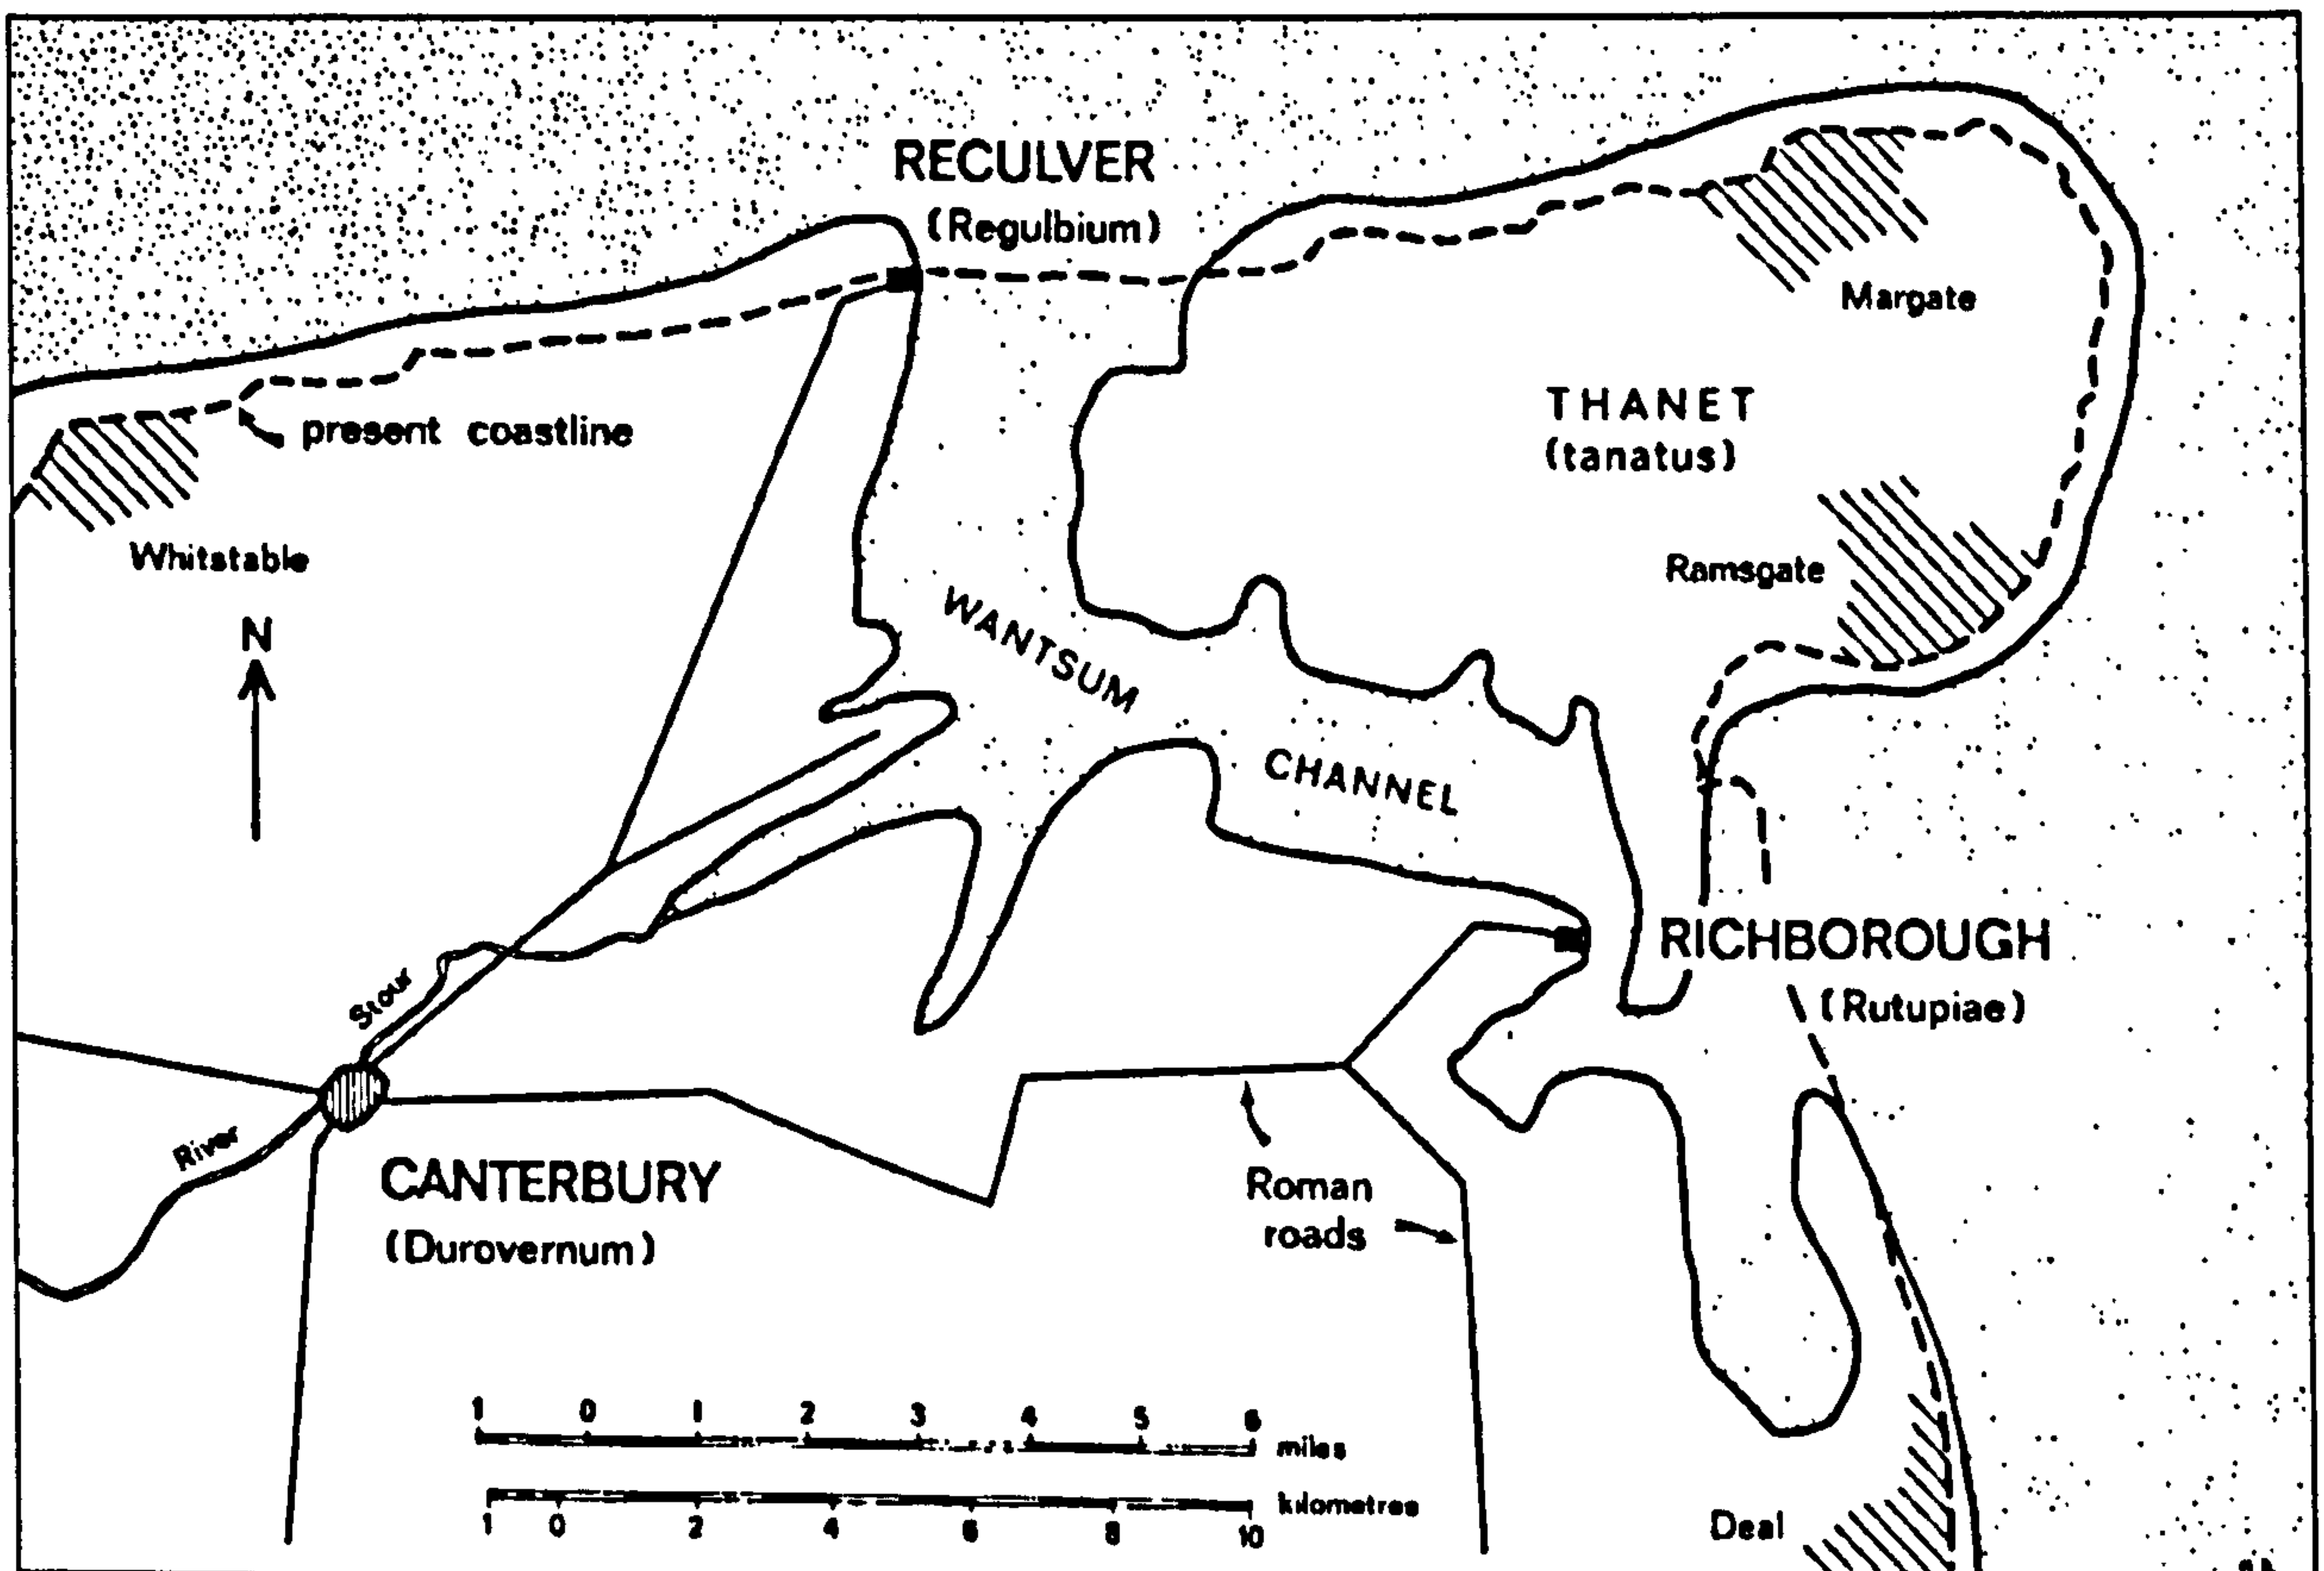 RECULVER
(Regulbium)
Margate
THANET
(tanatus)
present coastline
Whitstable
Ramsgate
N
WANTSUM
CHANNEL
RICHBOROUGH
(Rutupiae)
River Stour
CANTERBURY
(Durovernum)
Roman
roads
1 0 1 2 3 4 5 6 miles
kilometres
1 0 2 4 6 8 10
Deal